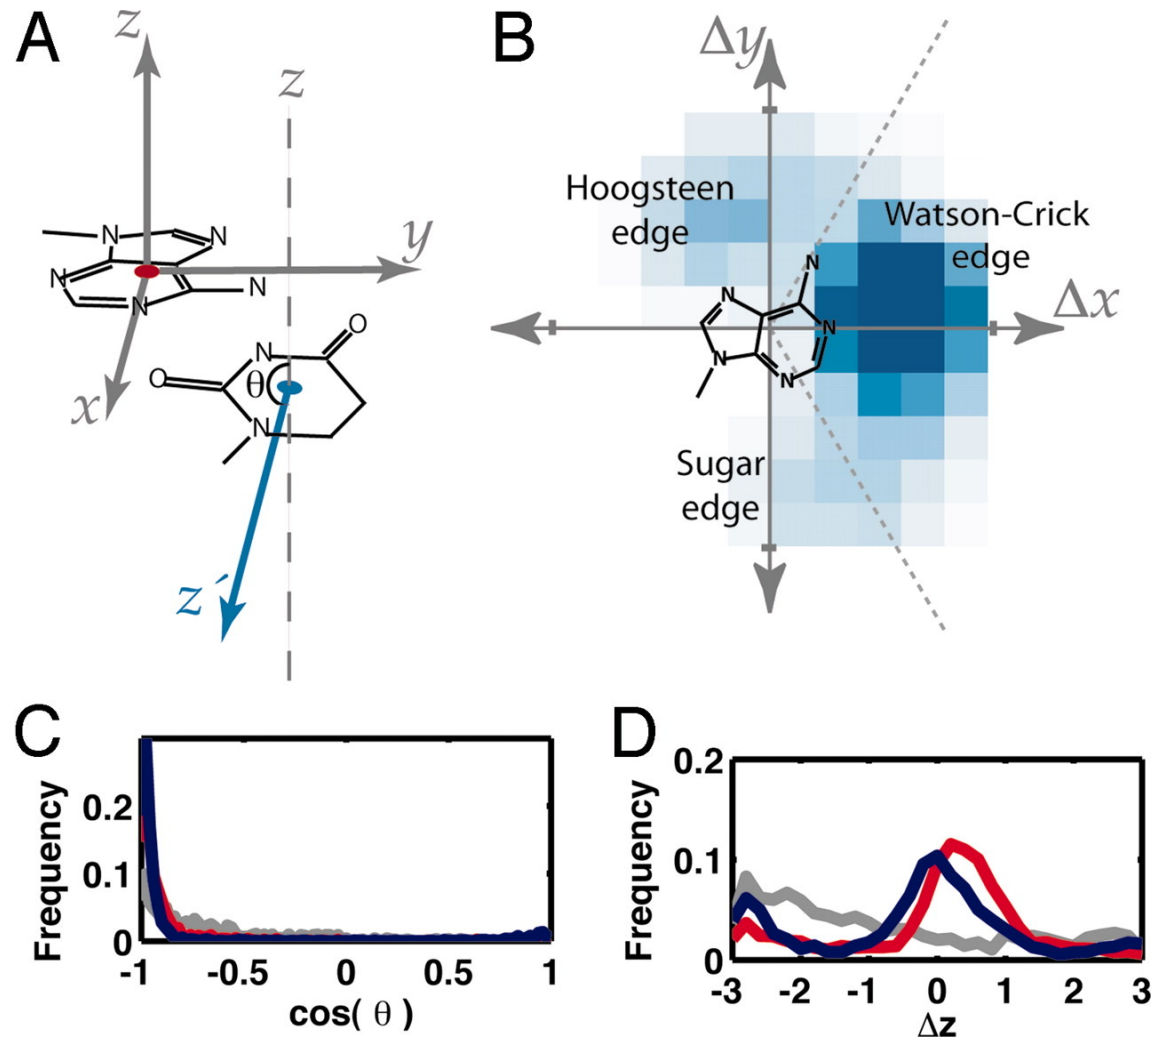 A
z
z
N
N
y
N
N
N
x
O
N
O
θ
N
z´
B
Δy
Hoogsteen
edge
Watson-Crick
edge
N
N
N
Δx
N
N
Sugar
edge
C
Frequency
0.2
0.1
0
-1
-0.5
0
0.5
1
cos( θ )
D
Frequency
0.2
0.1
0
-3
-2
-1
0
1
2
3
Δz